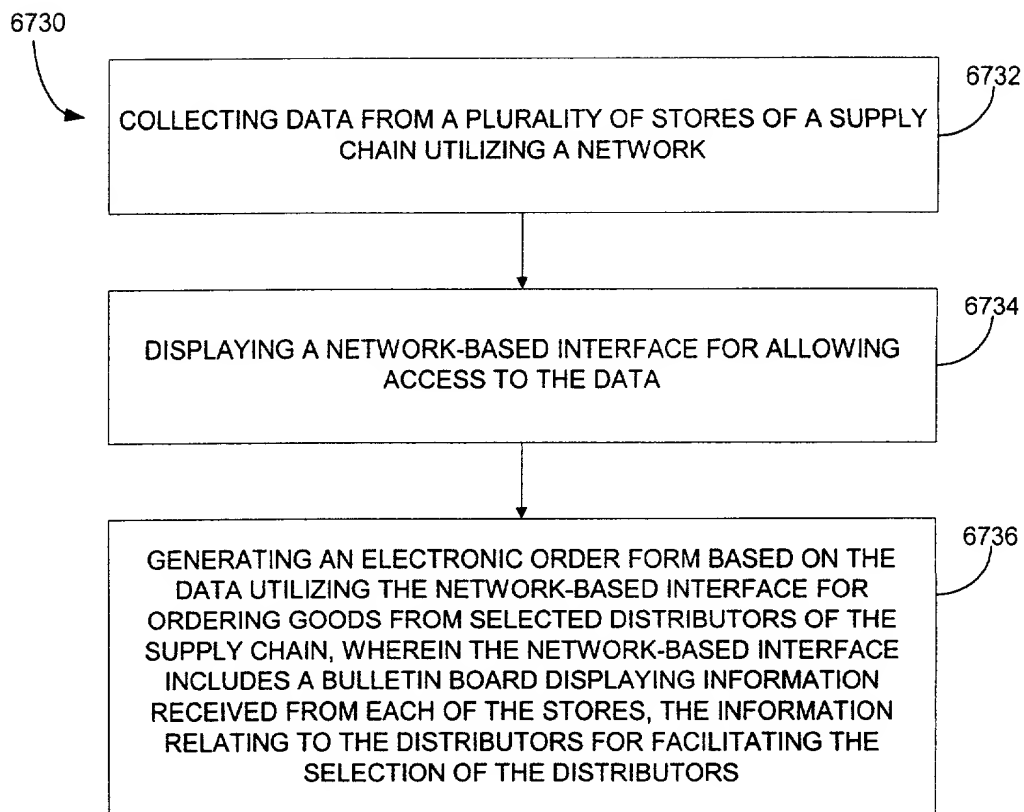 6730
6732
COLLECTING DATA FROM A PLURALITY OF STORES OF A SUPPLY
CHAIN UTILIZING A NETWORK
6734
DISPLAYING A NETWORK-BASED INTERFACE FOR ALLOWING
ACCESS TO THE DATA
6736
GENERATING AN ELECTRONIC ORDER FORM BASED ON THE
DATA UTILIZING THE NETWORK-BASED INTERFACE FOR
ORDERING GOODS FROM SELECTED DISTRIBUTORS OF THE
SUPPLY CHAIN, WHEREIN THE NETWORK-BASED INTERFACE
INCLUDES A BULLETIN BOARD DISPLAYING INFORMATION
RECEIVED FROM EACH OF THE STORES, THE INFORMATION
RELATING TO THE DISTRIBUTORS FOR FACILITATING THE
SELECTION OF THE DISTRIBUTORS